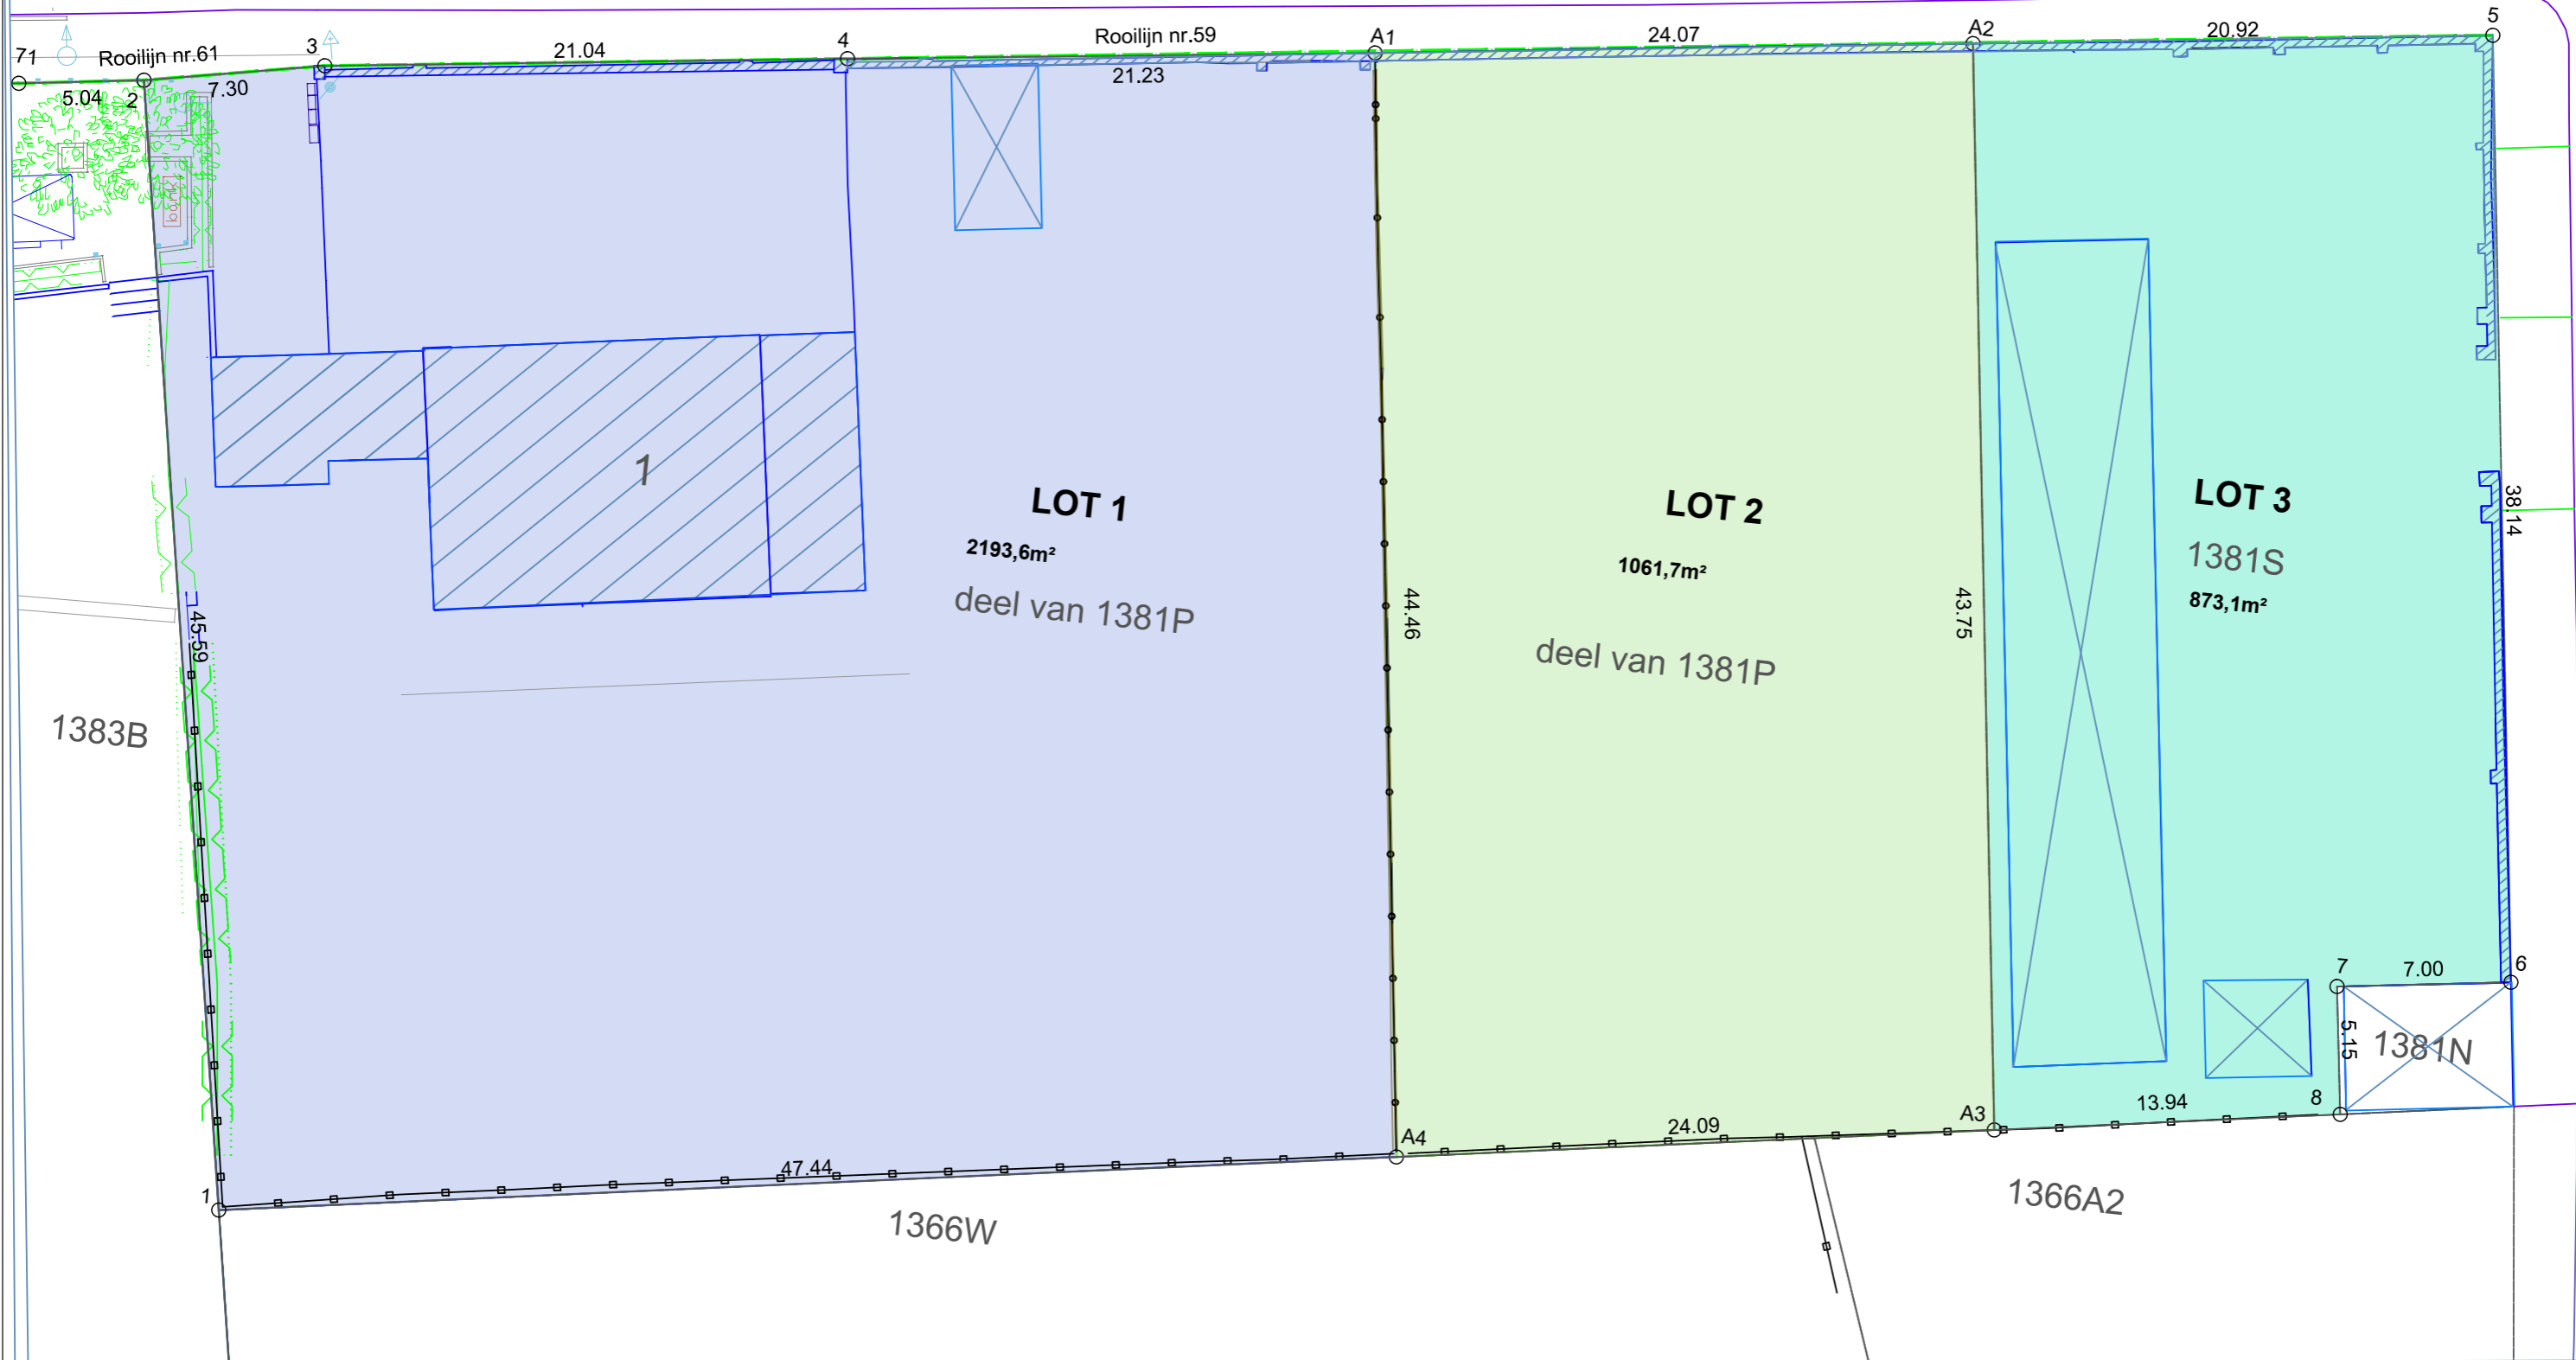 5
A2
20.92
Rooilijn nr.59
A1
24.07
4
21.04
3
Rooilijn nr.61
71
21.23
7.30
5.04
2
bank
1
LOT 1
2193,6m²
deel van 1381P
LOT 2
1061,7m²
deel van 1381P
LOT 3
1381S
873,1m²
38.14
44.46
43.75
45.59
1383B
7
7.00
6
5.15
1381N
13.94
8
A3
24.09
A4
47.44
1
1366W
1366A2